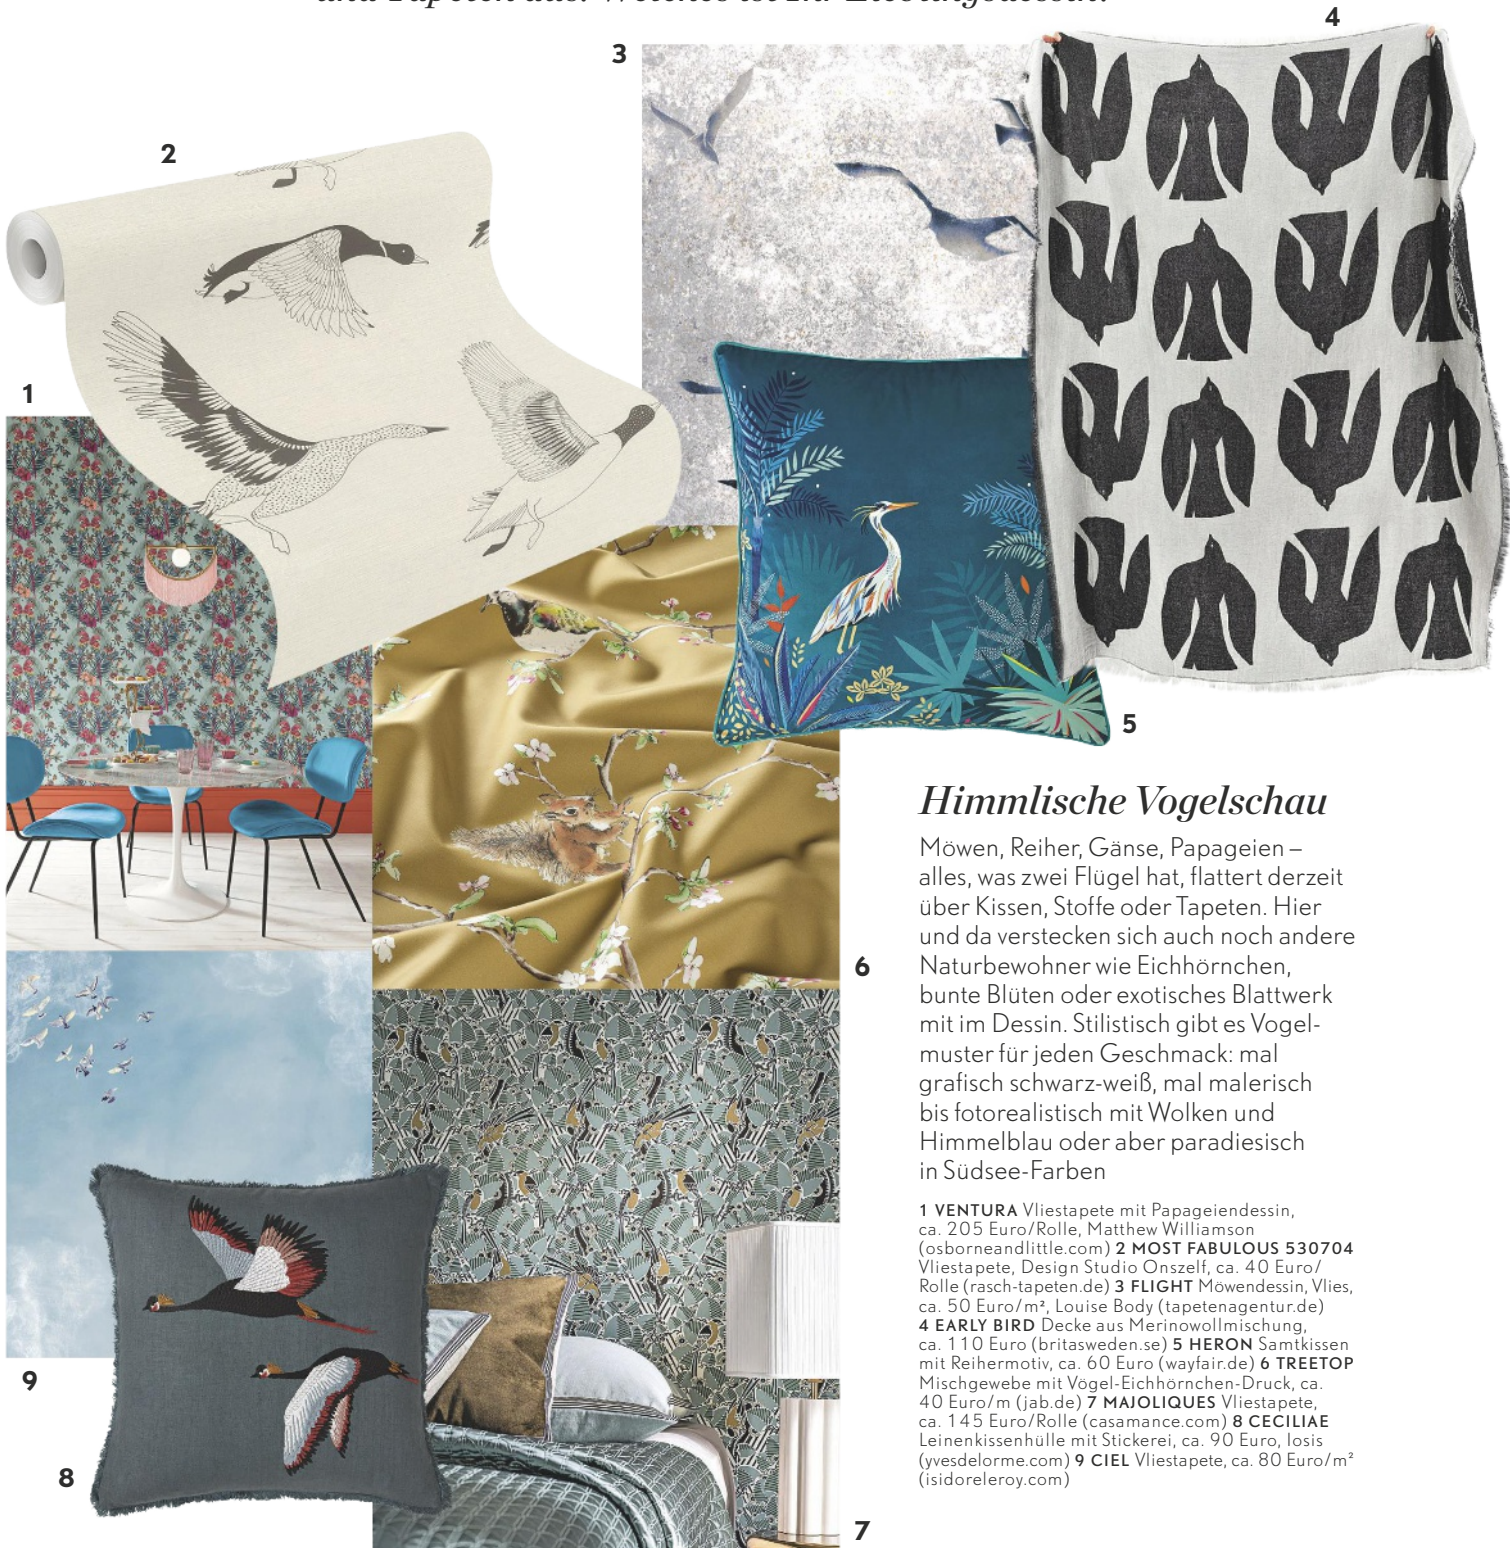 und Tapeten aus. Welches ist Ihr Lieblingsdessin?
4
3
2
1
5
Himmlische Vogelschau
Möwen, Reiher, Gänse, Papageien –
alles, was zwei Flügel hat, flattert derzeit
über Kissen, Stoffe oder Tapeten. Hier
und da verstecken sich auch noch andere
Naturbewohner wie Eichhörnchen,
bunte Blüten oder exotisches Blattwerk
mit im Dessin. Stilistisch gibt es Vogel-
muster für jeden Geschmack: mal
grafisch schwarz-weiß, mal malerisch
bis fotorealistisch mit Wolken und
Himmelblau oder aber paradiesisch
in Südsee-Farben
6
1 VENTURA Vliestapete mit Papageiendessin,
ca. 205 Euro/Rolle, Matthew Williamson
(osborneandlittle.com) 2 MOST FABULOUS 530704
Vliestapete, Design Studio Onszelf, ca. 40 Euro/
Rolle (rasch-tapeten.de) 3 FLIGHT Möwendessin, Vlies,
ca. 50 Euro/m², Louise Body (tapetenagentur.de)
4 EARLY BIRD Decke aus Merinowollmischung,
ca. 110 Euro (britasweden.se) 5 HERON Samtkissen
mit Reihermotiv, ca. 60 Euro (wayfair.de) 6 TREETOP
Mischgewebe mit Vögel-Eichhörnchen-Druck, ca.
40 Euro/m (jab.de) 7 MAJOLIQUES Vliestapete,
ca. 145 Euro/Rolle (casamance.com) 8 CECILIAE
Leinenkissenhülle mit Stickerei, ca. 90 Euro, Iosis
(yvesdelorme.com) 9 CIEL Vliestapete, ca. 80 Euro/m²
(isidoreleroy.com)
9
8
7